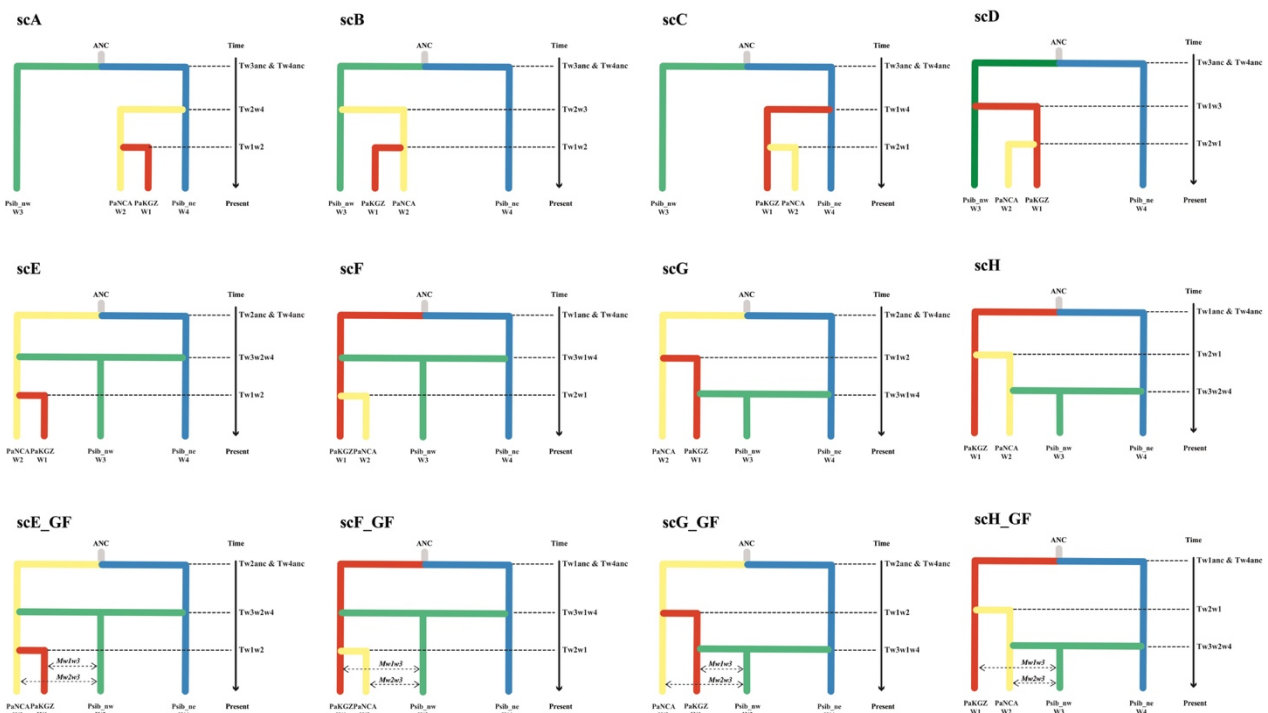 scA
ANC
Time
Tw3anc & Tw4anc
Tw2w4
Tw1w2
Psib_nw
W3
PaNCA
W2
PaKGZ
W1
Psib_ne
W4
Present
scB
ANC
Time
Tw3anc & Tw4anc
Tw2w3
Tw1w2
Psib_nw
W3
PaKGZ
W1
PaNCA
W2
Psib_ne
W4
Present
scC
ANC
Time
Tw3anc & Tw4anc
Tw1w4
Tw2w1
Psib_nw
W3
PaKGZ
W1
PaNCA
W2
Psib_ne
W4
Present
scD
ANC
Time
Tw3anc & Tw4anc
Tw1w3
Tw2w1
Psib_nw
W3
PaNCA
W2
PaKGZ
W1
Psib_ne
W4
Present
scE
ANC
Time
Tw2anc & Tw4anc
Tw3w2w4
Tw1w2
PaNCA
W2
PaKGZ
W1
Psib_nw
W3
Psib_ne
W4
Present
scF
ANC
Time
Tw1anc & Tw4anc
Tw3w1w4
Tw2w1
PaKGZ
W1
PaNCA
W2
Psib_nw
W3
Psib_ne
W4
Present
scG
ANC
Time
Tw2anc & Tw4anc
Tw1w2
Tw3w1w4
PaNCA
W2
PaKGZ
W1
Psib_nw
W3
Psib_ne
W4
Present
scH
ANC
Time
Tw1anc & Tw4anc
Tw2w1
Tw3w2w4
PaKGZ
W1
PaNCA
W2
Psib_nw
W3
Psib_ne
W4
Present
scE_GF
ANC
Time
Tw2anc & Tw4anc
Tw3w2w4
Tw1w2
Mw1w3
Mw2w3
PaNCA
PaKGZ
Psib_nw
Psib_ne
Present
scF_GF
ANC
Time
Tw1anc & Tw4anc
Tw3w1w4
Tw2w1
Mw1w3
Mw2w3
PaKGZ
PaNCA
Psib_nw
Psib_ne
Present
scG_GF
ANC
Time
Tw2anc & Tw4anc
Tw1w2
Tw3w1w4
Mw1w3
Mw2w3
PaNCA
PaKGZ
Psib_nw
Psib_ne
Present
scH_GF
ANC
Time
Tw1anc & Tw4anc
Tw2w1
Tw3w2w4
Mw1w3
Mw2w3
PaKGZ
PaNCA
Psib_nw
Psib_ne
Present